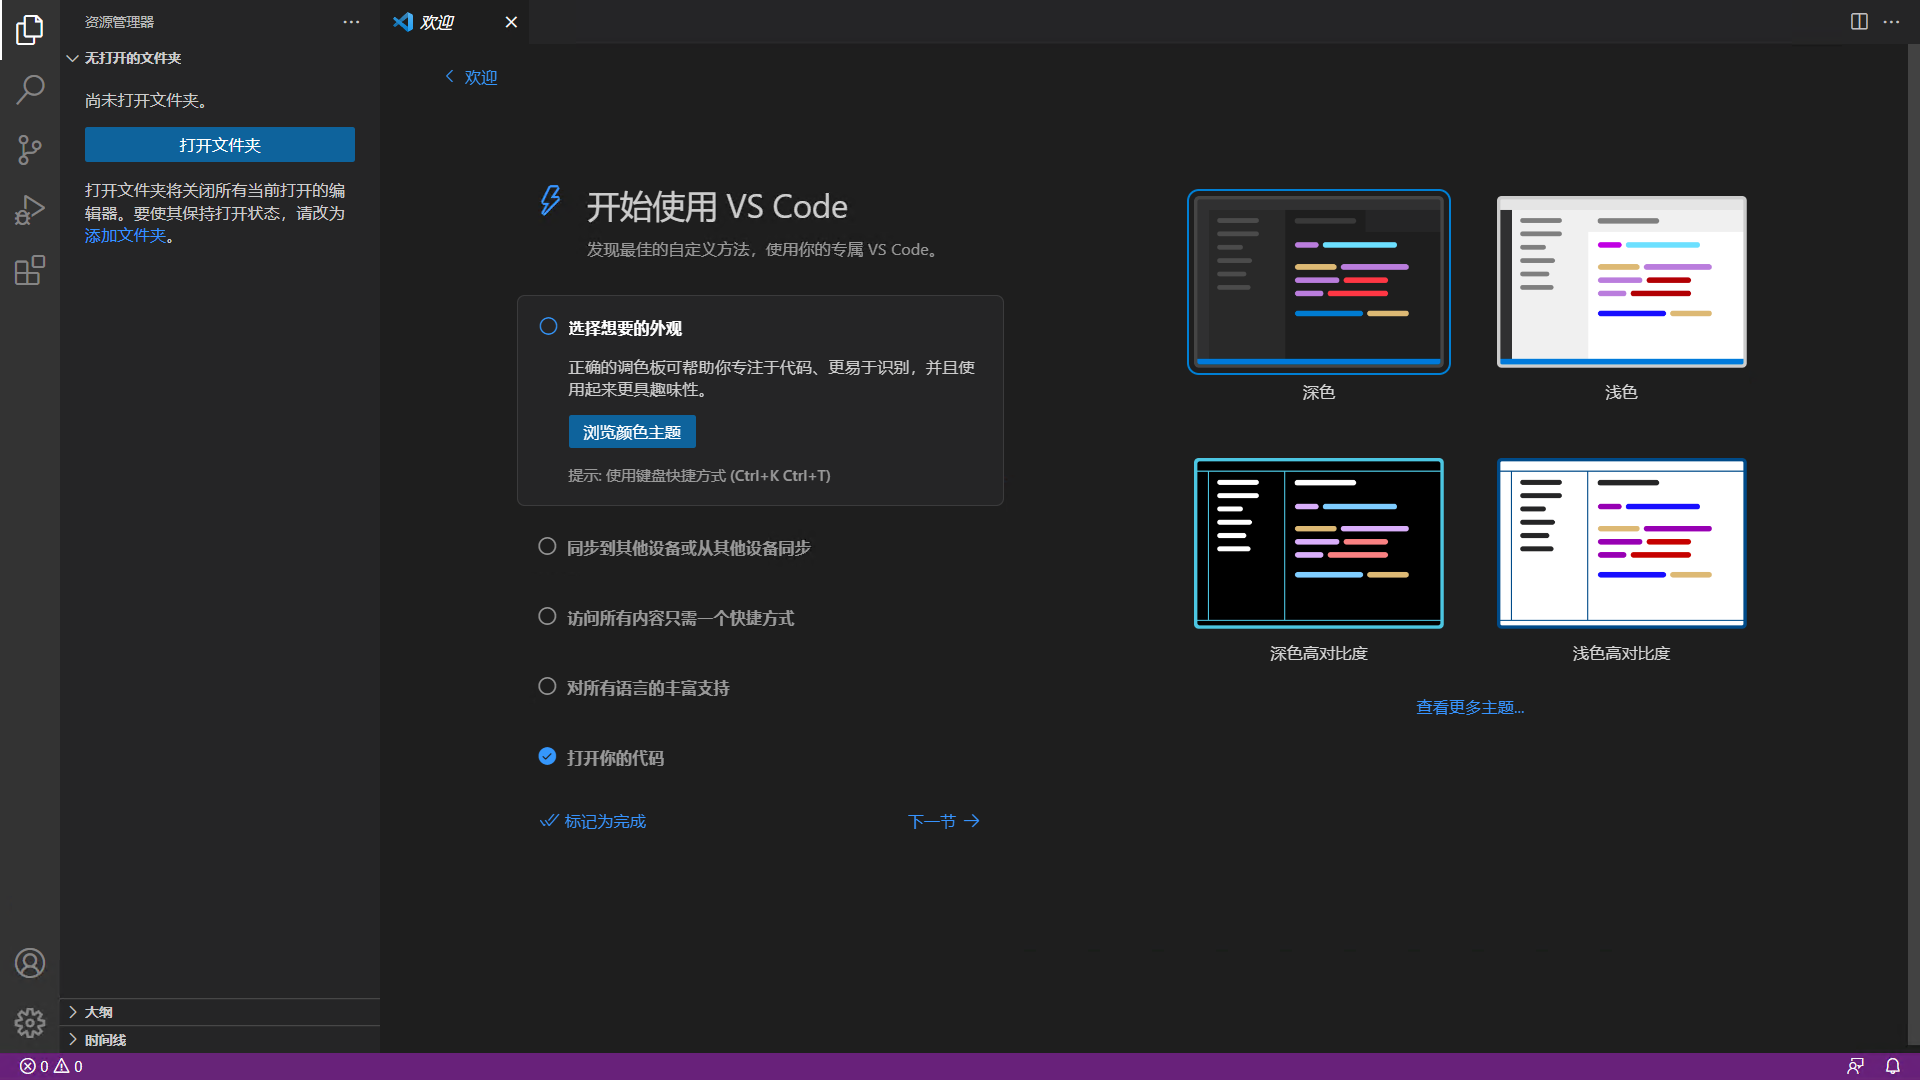 资源管理器
无打开的文件夹
尚未打开文件夹。
打开文件夹
打开文件夹将关闭所有当前打开的编
辑器。要使其保持打开状态，请改为
添加文件夹。
大纲
时间线
欢迎
欢迎
开始使用 VS Code
发现最佳的自定义方法，使用你的专属 VS Code。
选择想要的外观
正确的调色板可帮助你专注于代码、更易于识别，并且使
用起来更具趣味性。
浏览颜色主题
提示: 使用键盘快捷方式 (Ctrl+K Ctrl+T)
同步到其他设备或从其他设备同步
访问所有内容只需一个快捷方式
对所有语言的丰富支持
打开你的代码
标记为完成
下一节
深色
浅色
深色高对比度
浅色高对比度
查看更多主题...
0 0